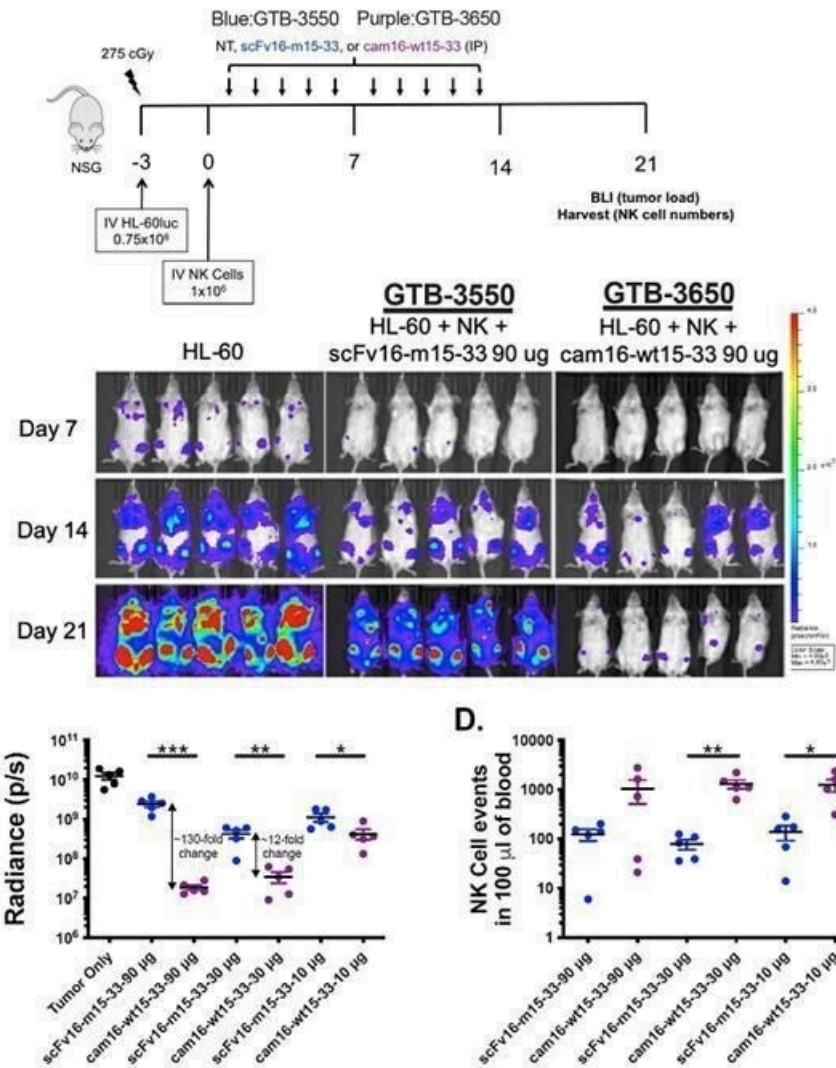 Blue:GTB-3550 Purple:GTB-3650
NT, scFv16-m15-33, or cam16-wt15-33 (IP)
275 cGy
NSG
-3 0 7 14 21
IV HL-60luc
0.75x10⁶
IV NK Cells
1x10⁶
BLI (tumor load)
Harvest (NK cell numbers)
HL-60
GTB-3550
HL-60 + NK +
scFv16-m15-33 90 ug
GTB-3650
HL-60 + NK +
cam16-wt15-33 90 ug
Day 7
Day 14
Day 21
Radiance (p/s)
10¹¹
10¹⁰
10⁹
10⁸
10⁷
10⁶
*** ** *
~130-fold
change
~12-fold
change
Tumor Only
scFv16-m15-33-90 µg
cam16-wt15-33-90 µg
scFv16-m15-33-30 µg
cam16-wt15-33-30 µg
scFv16-m15-33-10 µg
cam16-wt15-33-10 µg
D.
NK Cell events
in 100 µl of blood
10000
1000
100
10
1
** *
scFv16-m15-33-90 µg
cam16-wt15-33-90 µg
scFv16-m15-33-30 µg
cam16-wt15-33-30 µg
scFv16-m15-33-10 µg
cam16-wt15-33-10 µg